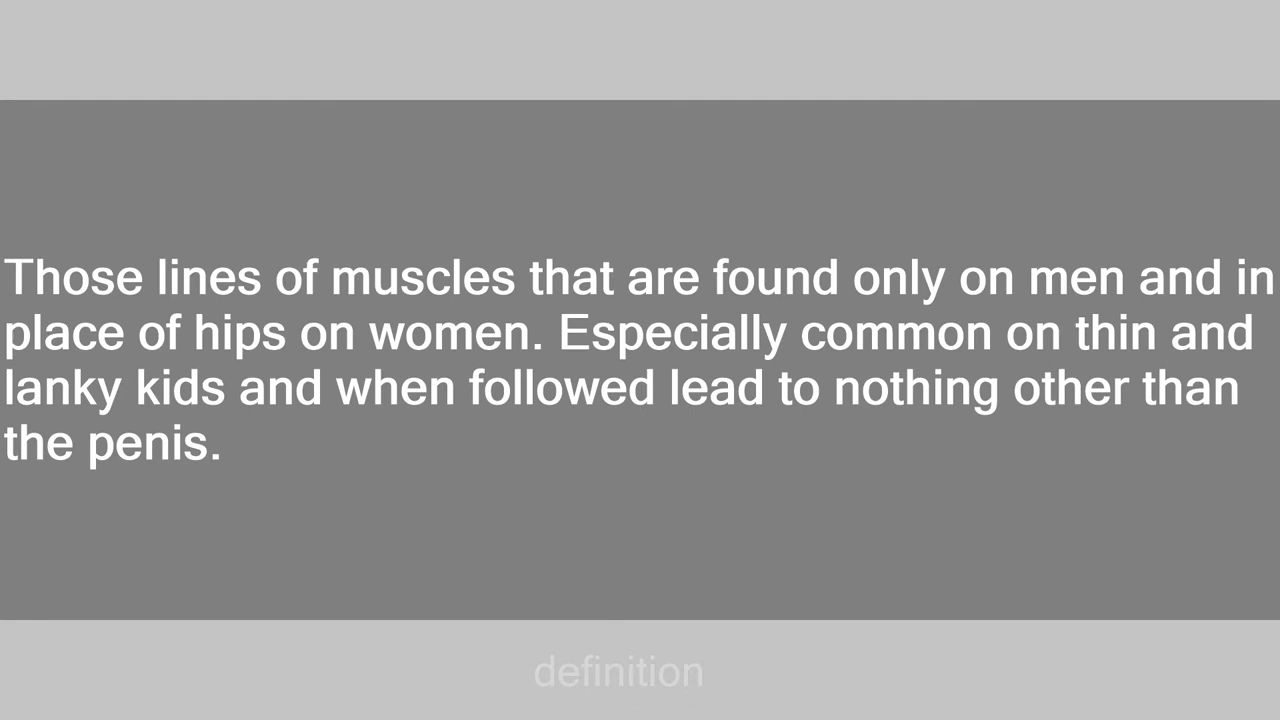 Those lines of muscles that are found only on men and in
place of hips on women. Especially common on thin and
lanky kids and when followed lead to nothing other than
the penis.
definition